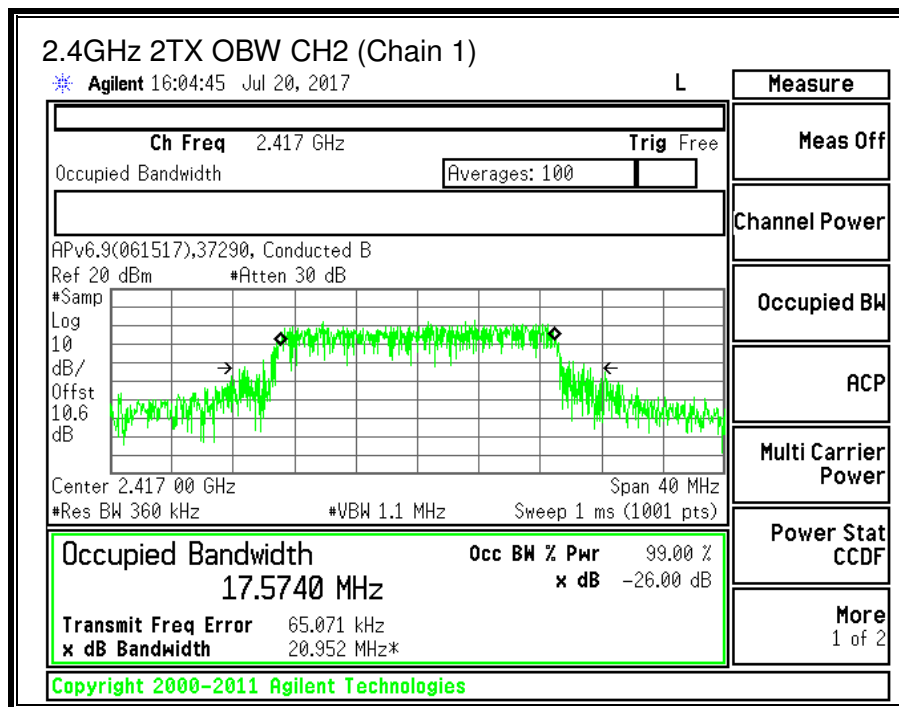 2.4GHz 2TX OBW CH2 (Chain 1)
Agilent 16:04:45 Jul 20, 2017 L
Measure
Ch Freq 2.417 GHz Trig Free
Meas Off
Occupied Bandwidth Averages: 100
Channel Power
APv6.9(061517),37290, Conducted B
Ref 20 dBm #Atten 30 dB
#Samp
Log
10
dB/
Offst
10.6
dB
Occupied BW
ACP
Multi Carrier
Power
Center 2.417 00 GHz Span 40 MHz
#Res BW 360 kHz #VBW 1.1 MHz Sweep 1 ms (1001 pts)
Power Stat
CCDF
Occupied Bandwidth Occ BW % Pwr 99.00 %
17.5740 MHz x dB -26.00 dB
Transmit Freq Error 65.071 kHz
x dB Bandwidth 20.952 MHz*
More
1 of 2
Copyright 2000-2011 Agilent Technologies